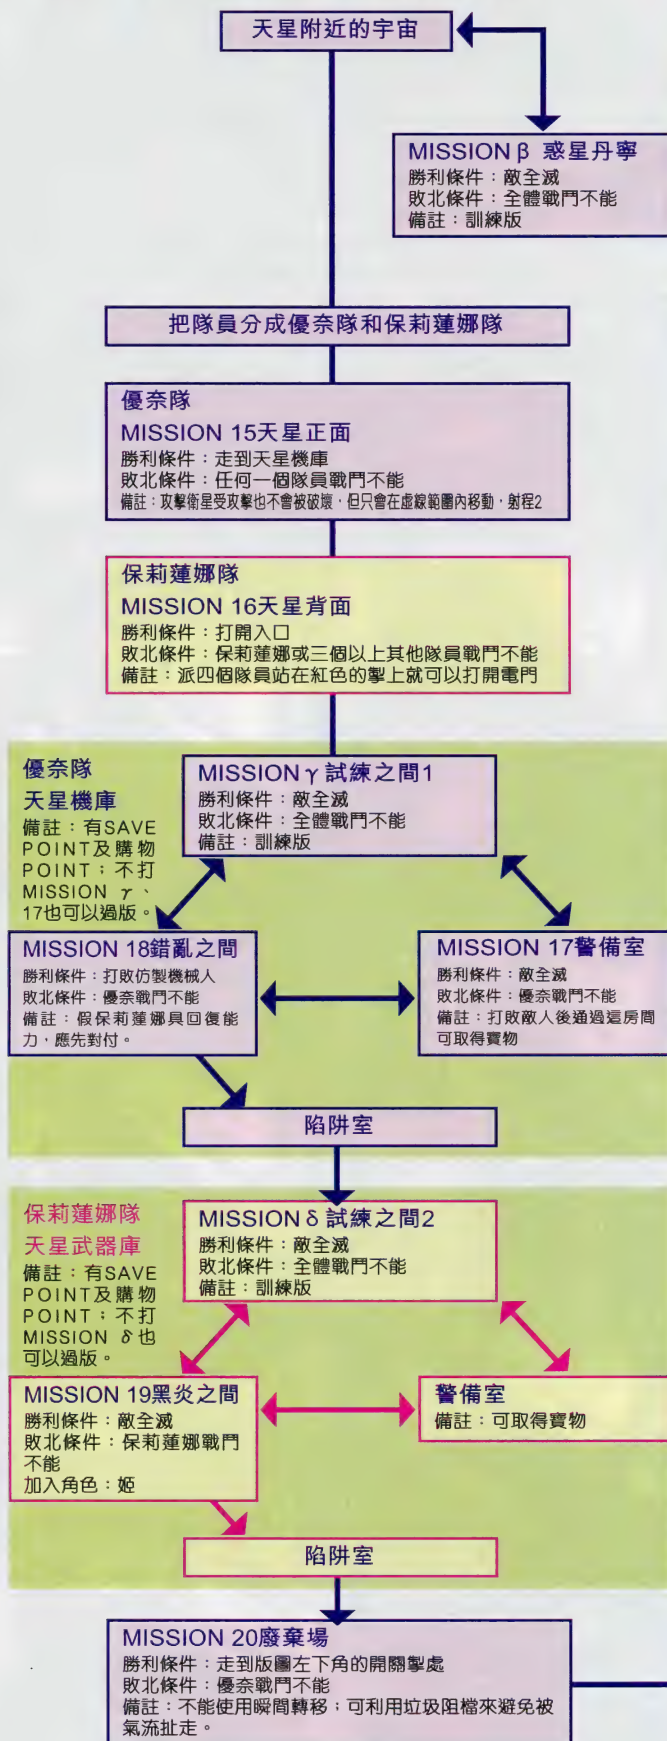 天星附近的宇宙
MISSION β 惑星丹寧
勝利條件：敵全滅
敗北條件：全體戰鬥不能
備註：訓練版
把隊員分成優奈隊和保莉蓮娜隊
優奈隊
MISSION 15天星正面
勝利條件：走到天星機庫
敗北條件：任何一個隊員戰鬥不能
備註：攻擊衛星受攻擊也不會被破壞，但只會在虛線範圍內移動，射程2
保莉蓮娜隊
MISSION 16天星背面
勝利條件：打開入口
敗北條件：保莉蓮娜或三個以上其他隊員戰鬥不能
備註：派四個隊員站在紅色的掣上就可以打開電門
優奈隊
天星機庫
備註：有SAVE
POINT及購物
POINT；不打
MISSION γ、
17也可以過版。
MISSION γ 試練之間1
勝利條件：敵全滅
敗北條件：全體戰鬥不能
備註：訓練版
MISSION 18錯亂之間
勝利條件：打敗仿製機械人
敗北條件：優奈戰鬥不能
備註：假保莉蓮娜具回復能
力，應先對付。
MISSION 17警備室
勝利條件：敵全滅
敗北條件：優奈戰鬥不能
備註：打敗敵人後通過這房間
可取得寶物
陷阱室
保莉蓮娜隊
天星武器庫
備註：有SAVE
POINT及購物
POINT；不打
MISSION δ也
可以過版。
MISSION δ 試練之間2
勝利條件：敵全滅
敗北條件：全體戰鬥不能
備註：訓練版
MISSION 19黑炎之間
勝利條件：敵全滅
敗北條件：保莉蓮娜戰鬥
不能
加入角色：姬
警備室
備註：可取得寶物
陷阱室
MISSION 20廢棄場
勝利條件：走到版圖左下角的開關掣處
敗北條件：優奈戰鬥不能
備註：不能使用瞬間轉移；可利用垃圾阻檔來避免被
氣流扯走。